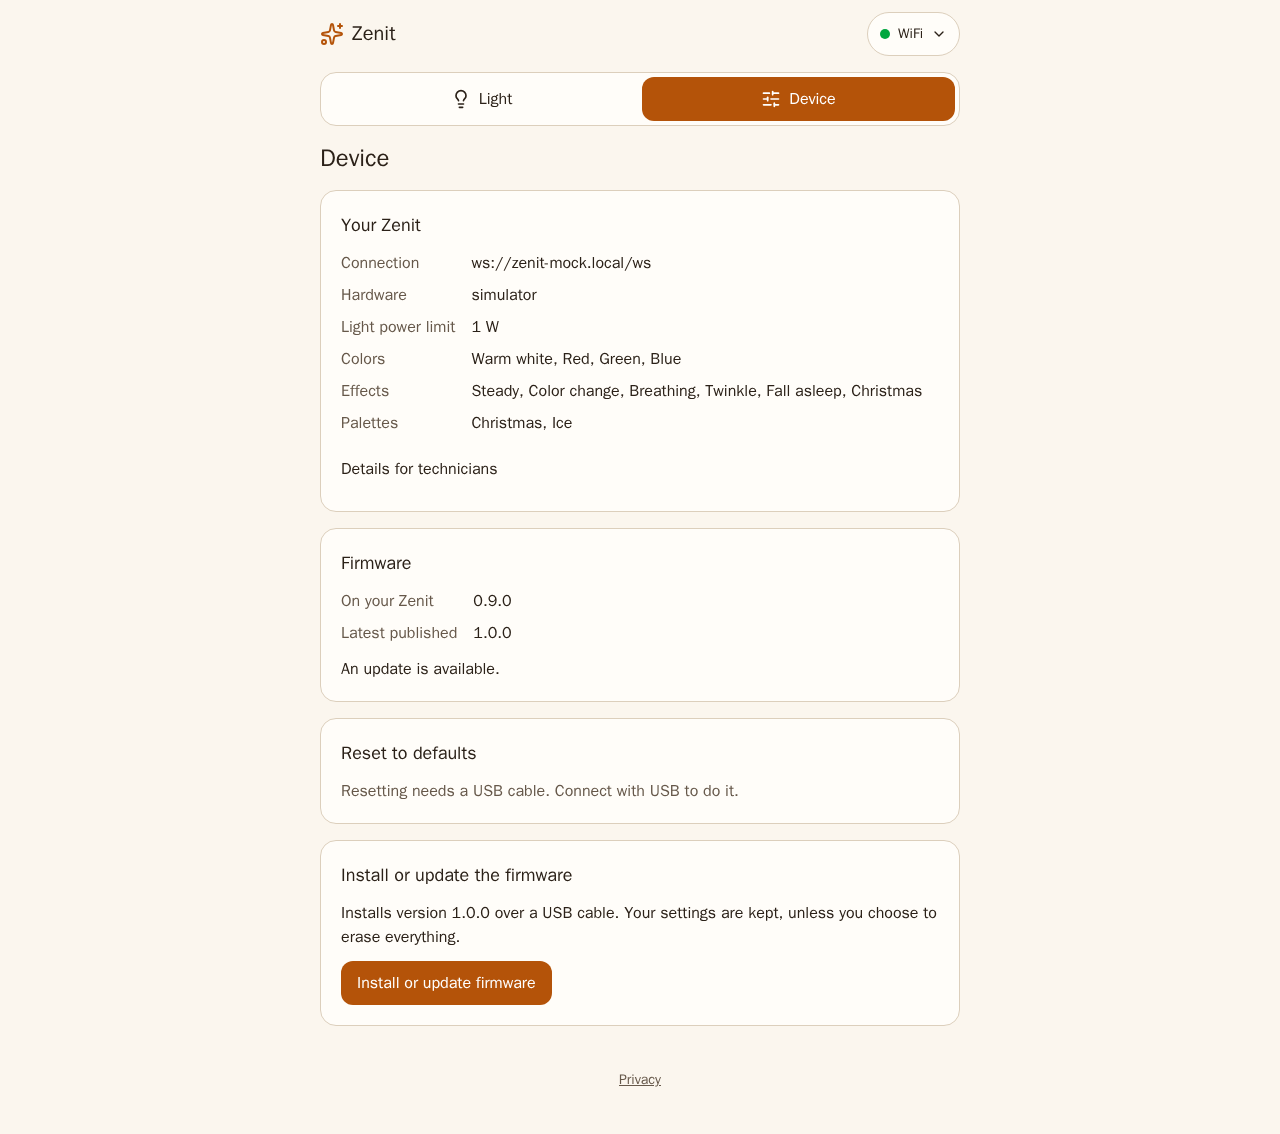 Zenit
WiFi
Light
Device
Device
Your Zenit
Connection ws://zenit-mock.local/ws
Hardware simulator
Light power limit 1 W
Colors Warm white, Red, Green, Blue
Effects Steady, Color change, Breathing, Twinkle, Fall asleep, Christmas
Palettes Christmas, Ice
Details for technicians
Firmware
On your Zenit 0.9.0
Latest published 1.0.0
An update is available.
Reset to defaults
Resetting needs a USB cable. Connect with USB to do it.
Install or update the firmware
Installs version 1.0.0 over a USB cable. Your settings are kept, unless you choose to
erase everything.
Install or update firmware
Privacy